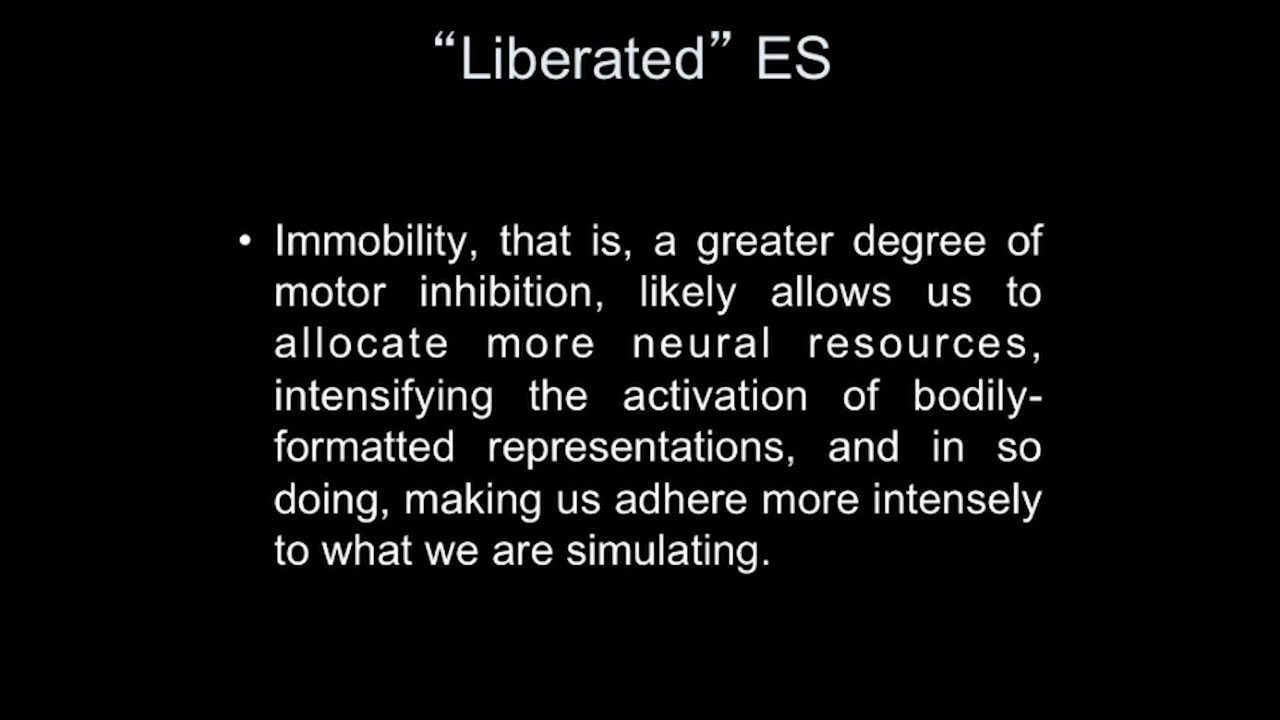 “Liberated” ES
• Immobility, that is, a greater degree of
motor inhibition, likely allows us to
allocate more neural resources,
intensifying the activation of bodily-
formatted representations, and in so
doing, making us adhere more intensely
to what we are simulating.